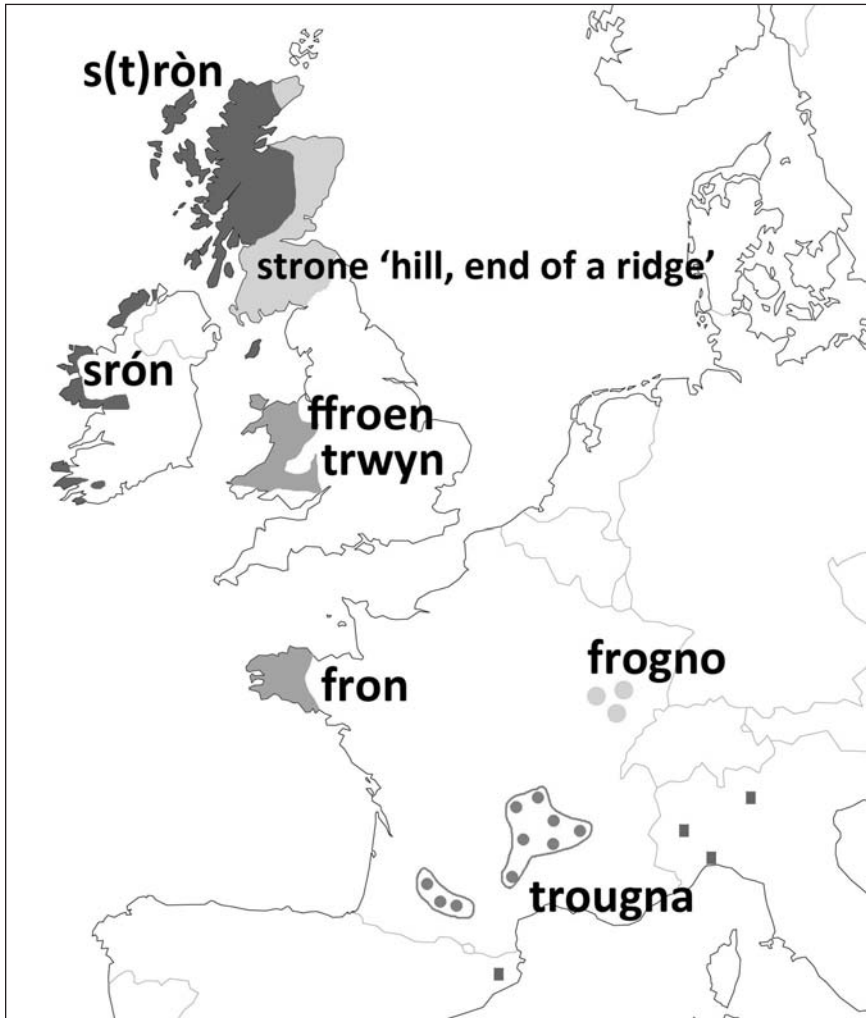 s(t)ròn
strone ‘hill, end of a ridge’
srón
ffroen
trwyn
frogno
fron
trougna